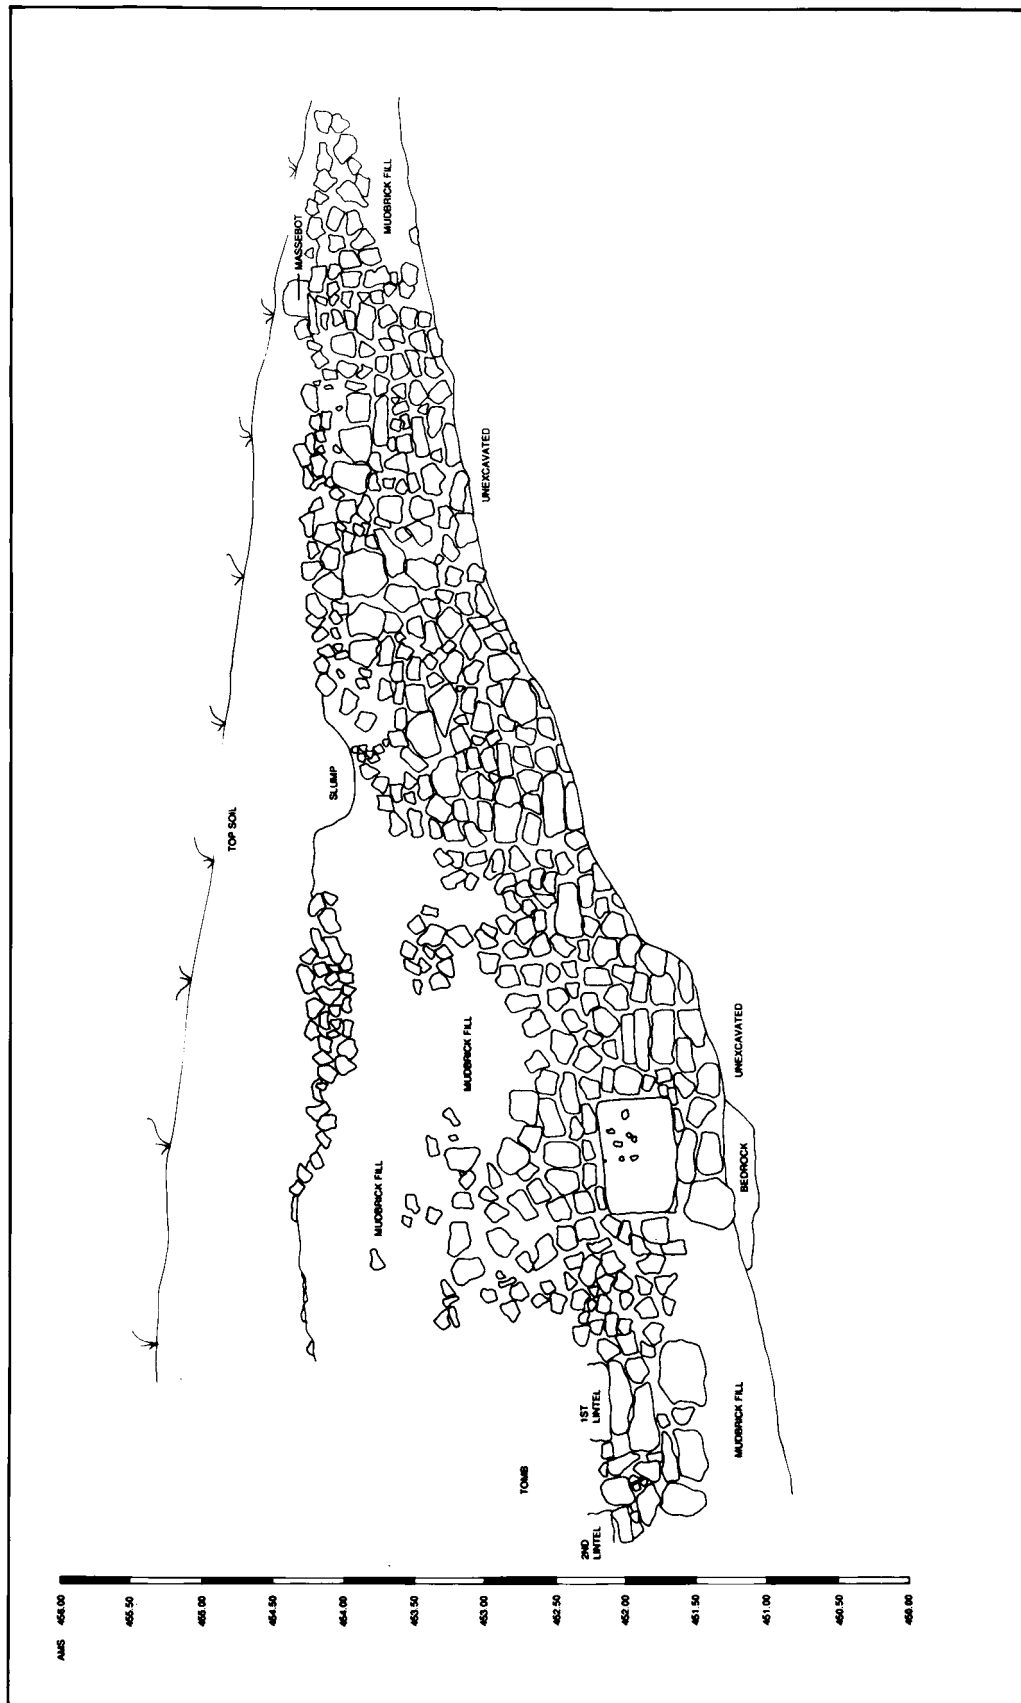 AMS
456.00
455.50
455.00
454.50
454.00
453.50
453.00
452.50
452.00
451.50
451.00
450.50
450.00
TOP SOIL
MASSEBOT
SLUMP
MUDBRICK FILL
MUDBRICK FILL
MUDBRICK FILL
UNEXCAVATED
TOMB
2ND
LINTEL
1ST
LINTEL
MUDBRICK FILL
BEDROCK
UNEXCAVATED